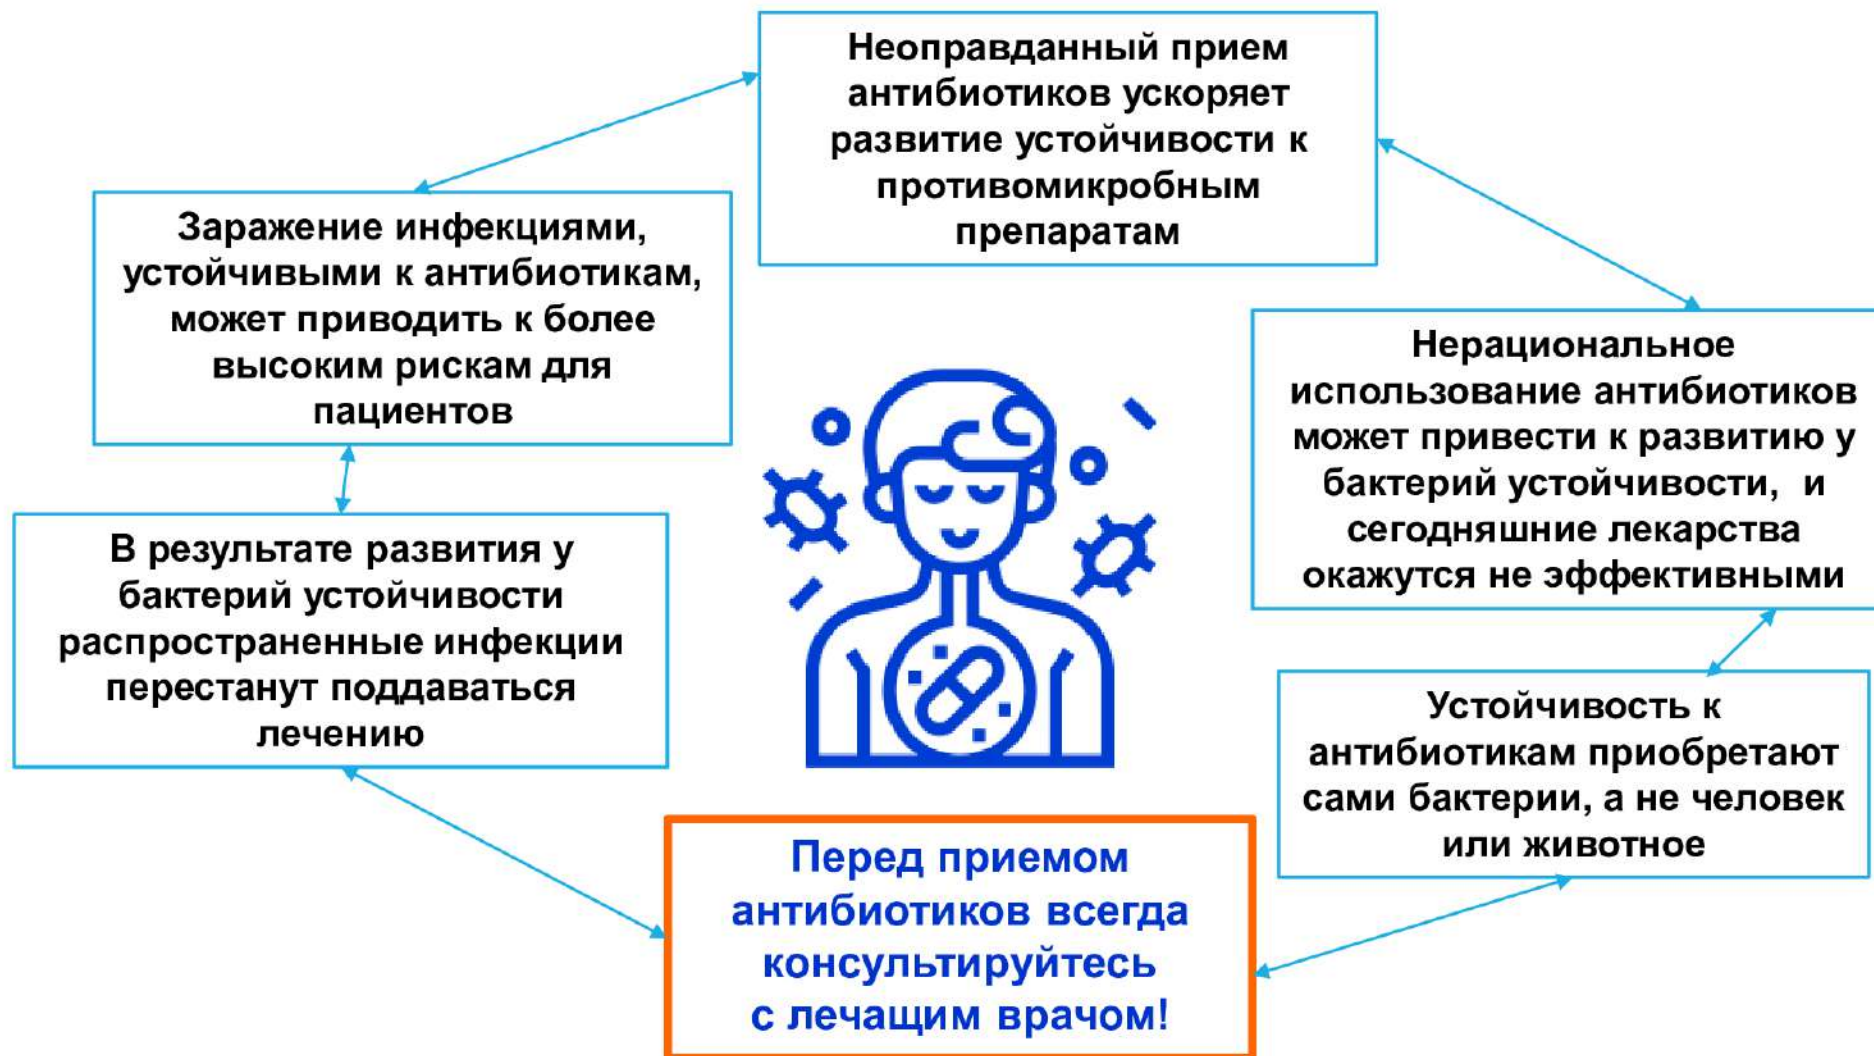 Неоправданный прием
антибиотиков ускоряет
развитие устойчивости к
противомикробным
препаратам
Заражение инфекциями,
устойчивыми к антибиотикам,
может приводить к более
высоким рискам для
пациентов
Нерациональное
использование антибиотиков
может привести к развитию у
бактерий устойчивости,  и
сегодняшние лекарства
окажутся не эффективными
В результате развития у
бактерий устойчивости
распространенные инфекции
перестанут поддаваться
лечению
Устойчивость к
антибиотикам приобретают
сами бактерии, а не человек
или животное
Перед приемом
антибиотиков всегда
консультируйтесь
с лечащим врачом!